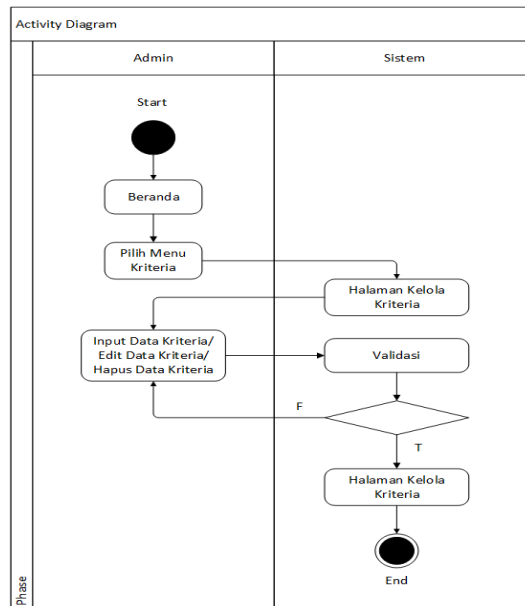 Activity Diagram
Admin
Sistem
Start
Beranda
Pilih Menu
Kriteria
Halaman Kelola
Kriteria
Input Data Kriteria/
Edit Data Kriteria/
Hapus Data Kriteria
Validasi
F
T
Halaman Kelola
Kriteria
End
Phase